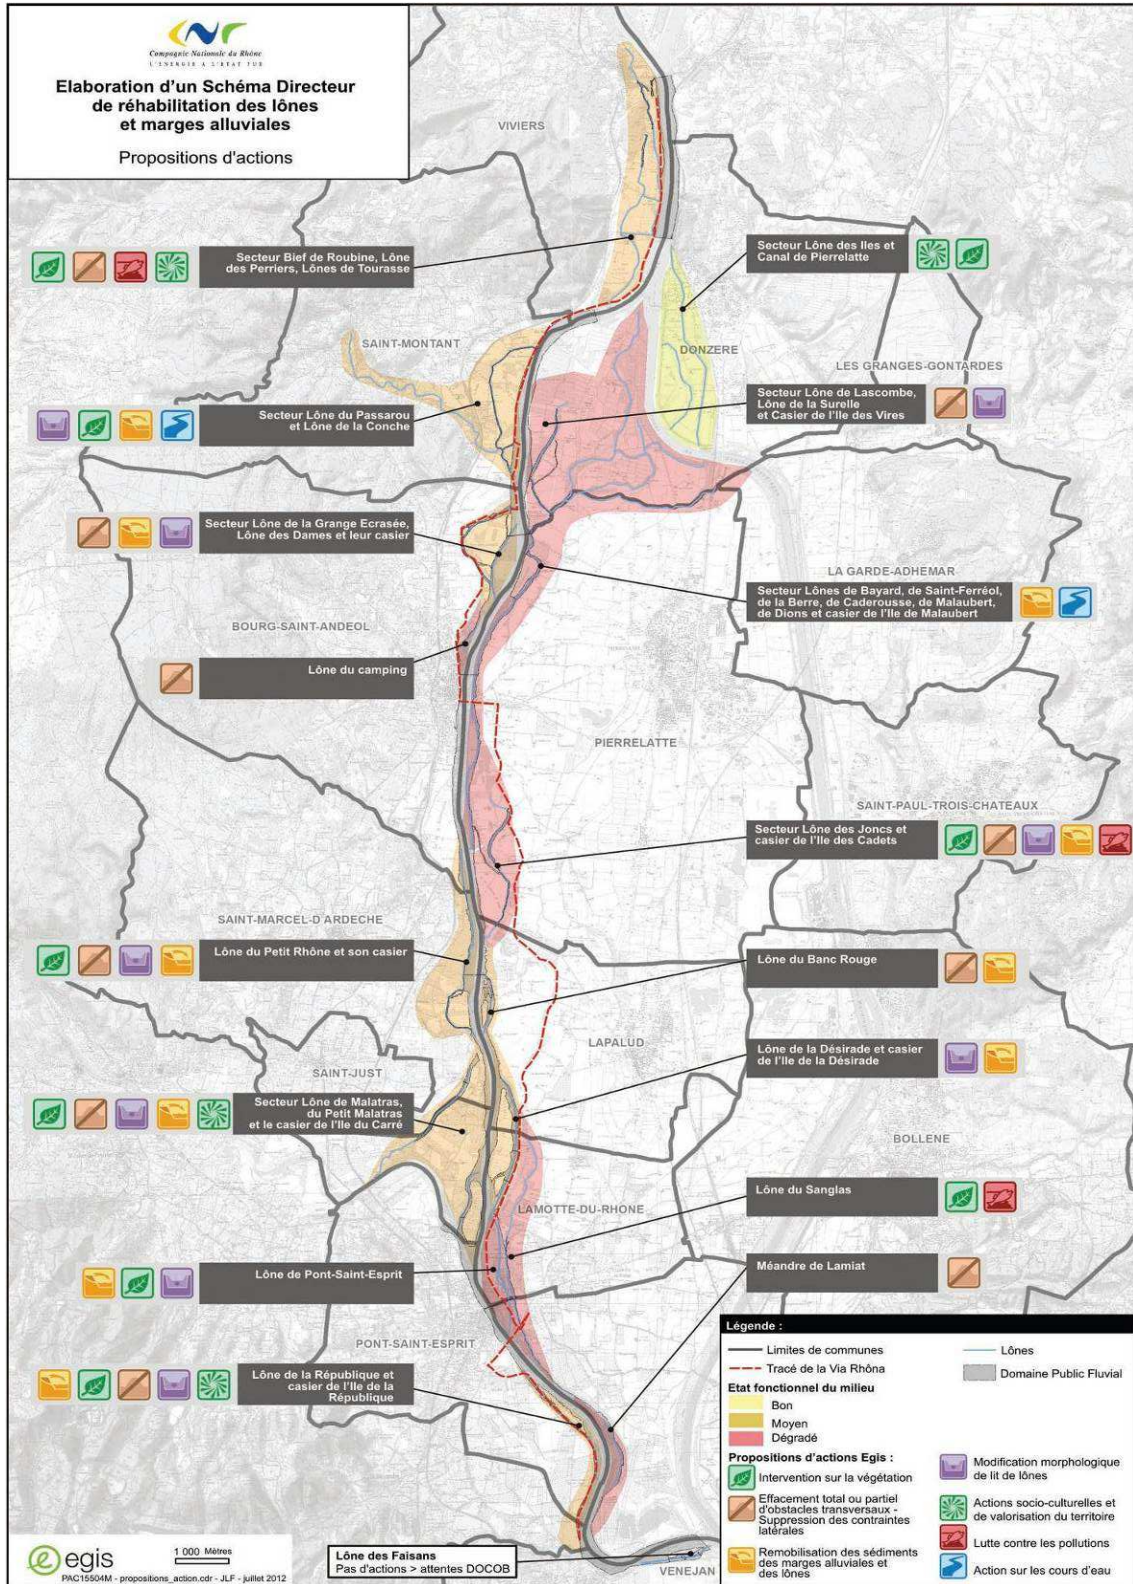 cnr
Compagnie Nationale du Rhône
L'ENERGIE A L'ETAT PUR
Elaboration d'un Schéma Directeur
de réhabilitation des lônes
et marges alluviales
Propositions d'actions
VIVIERS
Secteur Bief de Roubine, Lône
des Perriers, Lônes de Tourasse
Secteur Lône des Iles et
Canal de Pierrelatte
SAINT-MONTANT
DONZERE
LES GRANGES-GONTARDES
Secteur Lône du Passarou
et Lône de la Conche
Secteur Lône de Lascombe,
Lône de la Surelle
et Casier de l'Ile des Vires
Secteur Lône de la Grange Ecrasée,
Lône des Dames et leur casier
LA GARDE-ADHEMAR
Secteur Lônes de Bayard, de Saint-Ferréol,
de la Berre, de Caderousse, de Malaubert,
de Dions et casier de l'Ile de Malaubert
BOURG-SAINT-ANDEOL
Lône du camping
PIERRELATTE
SAINT-PAUL-TROIS-CHATEAUX
Secteur Lône des Joncs et
casier de l'Ile des Cadets
SAINT-MARCEL-D'ARDECHE
Lône du Petit Rhône et son casier
Lône du Banc Rouge
LAPALUD
Lône de la Désirade et casier
de l'Ile de la Désirade
SAINT-JUST
Secteur Lône de Malatras,
du Petit Malatras
et le casier de l'Ile du Carré
BOLLENE
Lône du Sanglas
LAMOTTE-DU-RHONE
Lône de Pont-Saint-Esprit
Méandre de Lamiat
PONT-SAINT-ESPRIT
Lône de la République et
casier de l'Ile de la
République
Légende :
Limites de communes
Lônes
Tracé de la Via Rhôna
Domaine Public Fluvial
Etat fonctionnel du milieu
Bon
Moyen
Dégradé
Propositions d'actions Egis :
Intervention sur la végétation
Effacement total ou partiel
d'obstacles transversaux -
Suppression des contraintes
latérales
Remobilisation des sédiments
des marges alluviales et
des lônes
Modification morphologique
de lit de lônes
Actions socio-culturelles et
de valorisation du territoire
Lutte contre les pollutions
Action sur les cours d'eau
egis
1 000 Mètres
PAC15504M - propositions_action.cdr - JLF - juillet 2012
Lône des Faisans
Pas d'actions > attentes DOCOB
VENEJAN